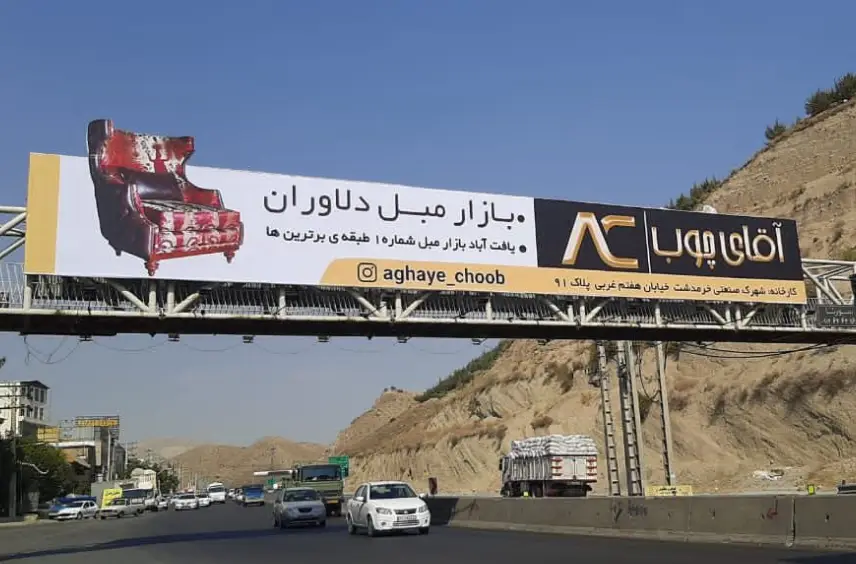 آقای چوب
AC
•بازار مبل دلاوران
• یافت آباد بازار مبل شماره ۱ طبقه ی برترین ها
aghaye_choob
کارخانه: شهرک صنعتی خرمدشت خیابان هفتم غربی پلاک ۹۱